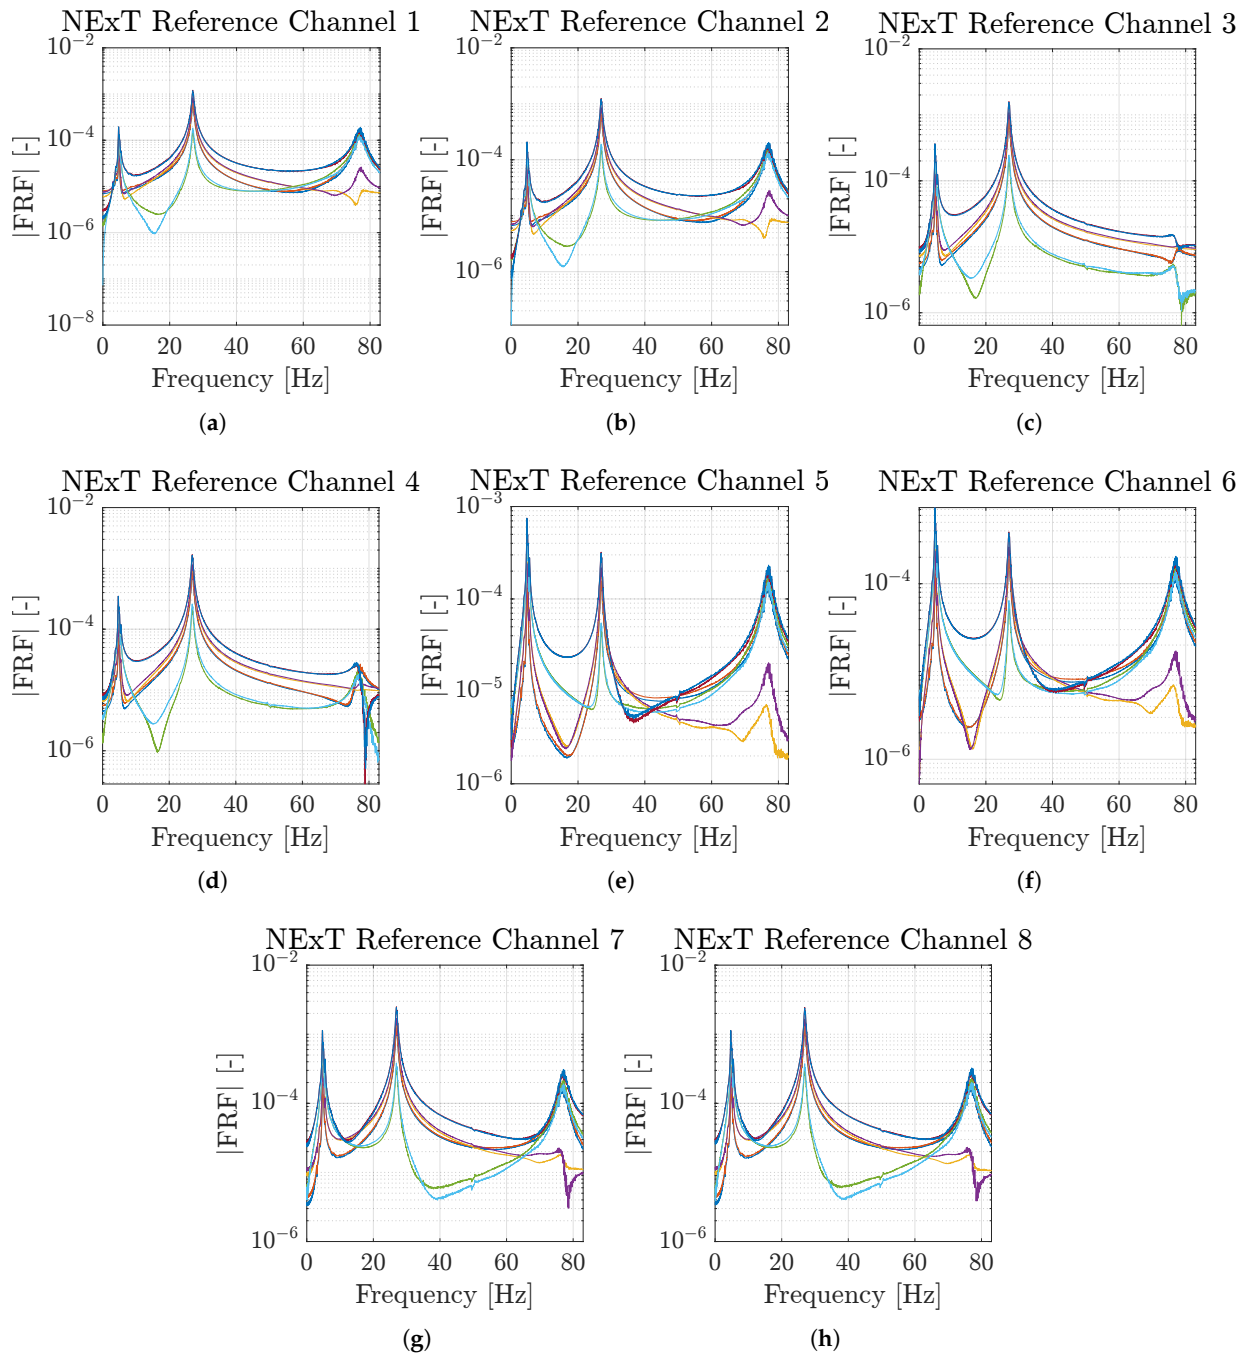 NExT Reference Channel 1
10^-2
10^-4
10^-6
10^-8
|FRF| [-]
0 20 40 60 80
Frequency [Hz]
(a)
NExT Reference Channel 2
10^-2
10^-4
10^-6
|FRF| [-]
0 20 40 60 80
Frequency [Hz]
(b)
NExT Reference Channel 3
10^-2
10^-4
10^-6
|FRF| [-]
0 20 40 60 80
Frequency [Hz]
(c)
NExT Reference Channel 4
10^-2
10^-4
10^-6
|FRF| [-]
0 20 40 60 80
Frequency [Hz]
(d)
NExT Reference Channel 5
10^-3
10^-4
10^-5
10^-6
|FRF| [-]
0 20 40 60 80
Frequency [Hz]
(e)
NExT Reference Channel 6
10^-4
10^-6
|FRF| [-]
0 20 40 60 80
Frequency [Hz]
(f)
NExT Reference Channel 7
10^-2
10^-4
10^-6
|FRF| [-]
0 20 40 60 80
Frequency [Hz]
(g)
NExT Reference Channel 8
10^-2
10^-4
10^-6
|FRF| [-]
0 20 40 60 80
Frequency [Hz]
(h)